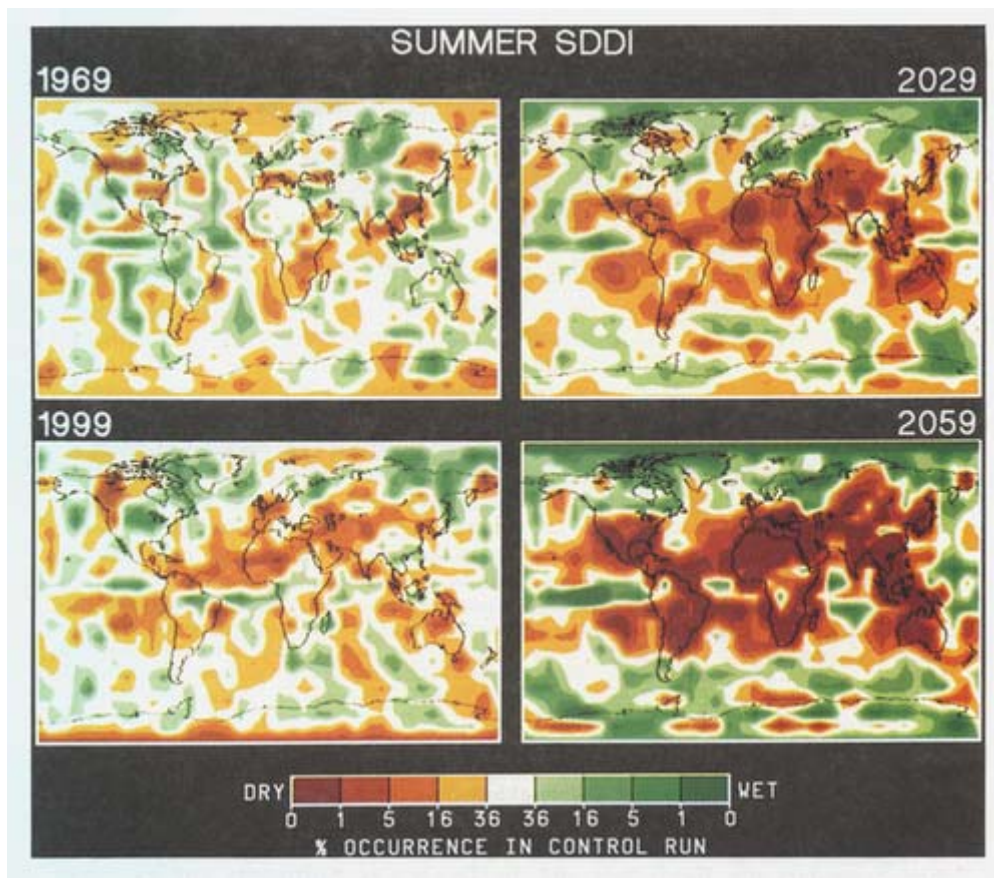 SUMMER SDDI
1969 2029
1999 2059
DRY WET
0 1 5 16 36 36 16 5 1 0
% OCCURRENCE IN CONTROL RUN